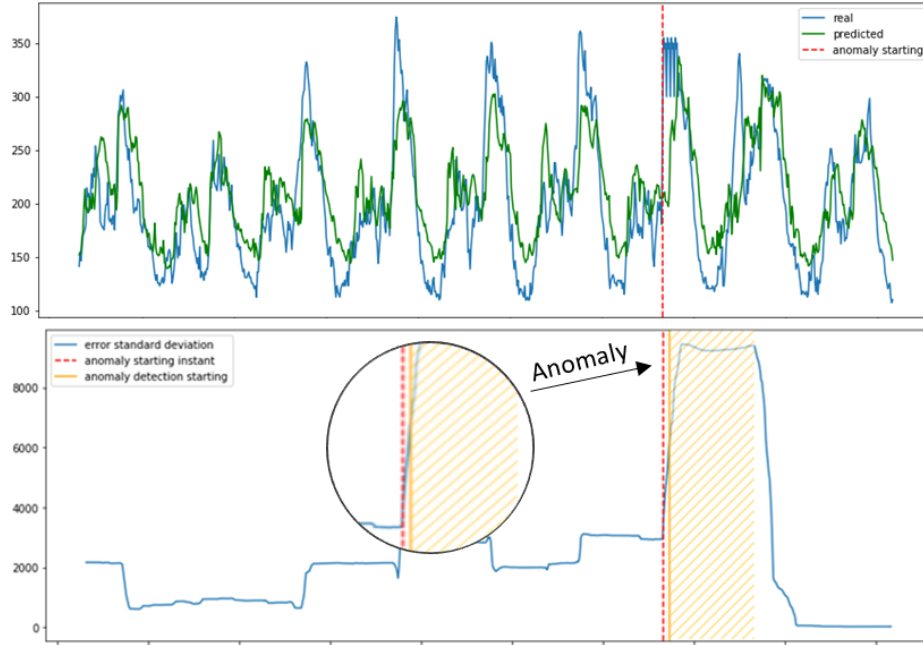 350
300
250
200
150
100
real
predicted
anomaly starting
error standard deviation
anomaly starting instant
anomaly detection starting
Anomaly
8000
6000
4000
2000
0